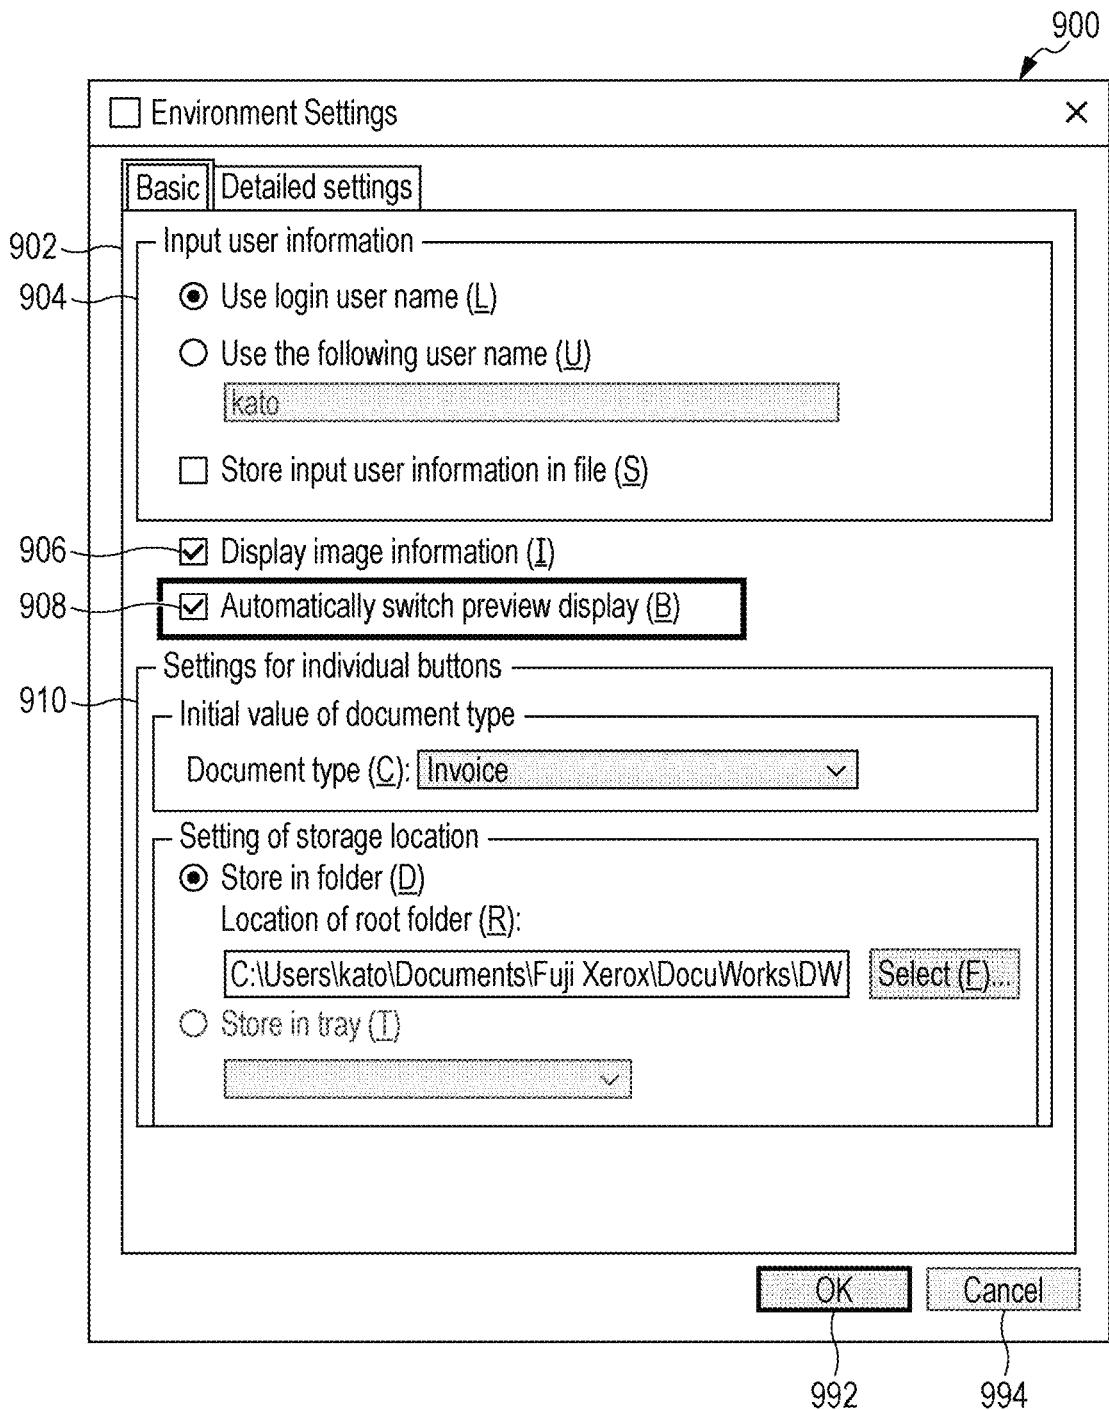 900
Environment Settings
Basic Detailed settings
902
Input user information
904
Use login user name (L)
Use the following user name (U)
kato
Store input user information in file (S)
906
Display image information (I)
908
Automatically switch preview display (B)
Settings for individual buttons
910
Initial value of document type
Document type (C): Invoice
Setting of storage location
Store in folder (D)
Location of root folder (R):
C:\Users\kato\Documents\Fuji Xerox\DocuWorks\DW Select (F)...
Store in tray (T)
OK Cancel
992 994